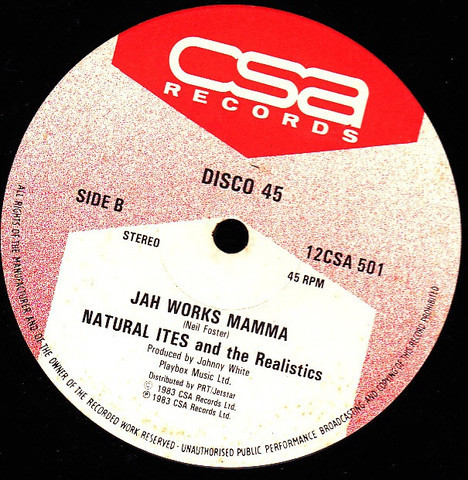 csa
RECORDS
DISCO 45
SIDE B
STEREO
12CSA 501
45 RPM
JAH WORKS MAMMA
(Neil Foster)
NATURAL ITES and the Realistics
Produced by Johnny White
Playbox Music Ltd.
Distributed by PRT/Jetstar
© 1983 CSA Records Ltd.
℗ 1983 CSA Records Ltd.
ALL RIGHTS OF THE MANUFACTURER AND OF THE OWNER OF THE RECORDED WORK RESERVED - UNAUTHORISED PUBLIC PERFORMANCE BROADCASTING AND COPYING OF THIS RECORD PROHIBITED